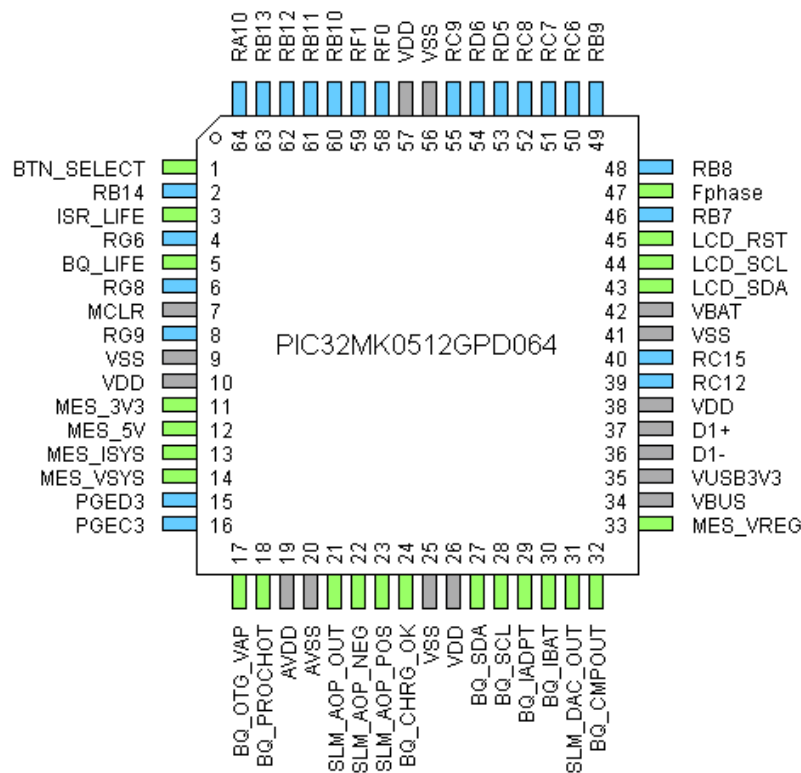 RA10 RB13 RB12 RB11 RB10 RF1 RF0 VDD VSS RC9 RD6 RD5 RC8 RC7 RC6 RB9
64 63 62 61 60 59 58 57 56 55 54 53 52 51 50 49
BTN_SELECT 1 48 RB8
RB14 2 47 Fphase
ISR_LIFE 3 46 RB7
RG6 4 45 LCD_RST
BQ_LIFE 5 44 LCD_SCL
RG8 6 43 LCD_SDA
MCLR 7 42 VBAT
RG9 8 41 VSS
PIC32MK0512GPD064
VSS 9 40 RC15
VDD 10 39 RC12
MES_3V3 11 38 VDD
MES_5V 12 37 D1+
MES_ISYS 13 36 D1-
MES_VSYS 14 35 VUSB3V3
PGED3 15 34 VBUS
PGEC3 16 33 MES_VREG
17 18 19 20 21 22 23 24 25 26 27 28 29 30 31 32
BQ_OTG_VAP BQ_PROCHOT AVDD AVSS SLM_AOP_OUT SLM_AOP_NEG SLM_AOP_POS BQ_CHRG_OK VSS VDD BQ_SDA BQ_SCL BQ_IADPT BQ_IBAT SLM_DAC_OUT BQ_CMPOUT